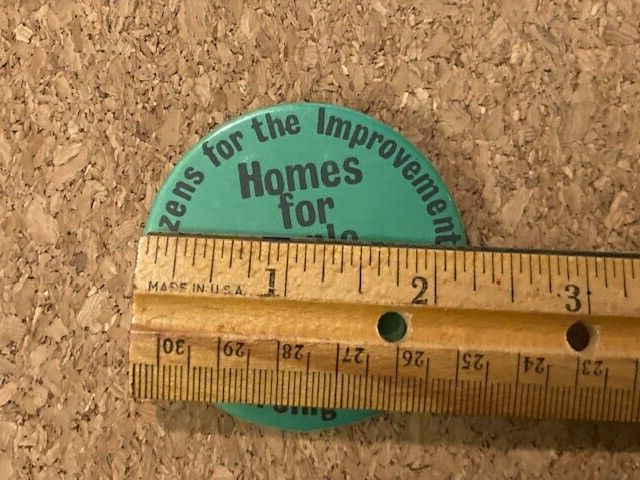 zens for the Improvement
Homes
for
1 2 3
MADE IN U.S.A.
30 29 28 27 26 25 24 23